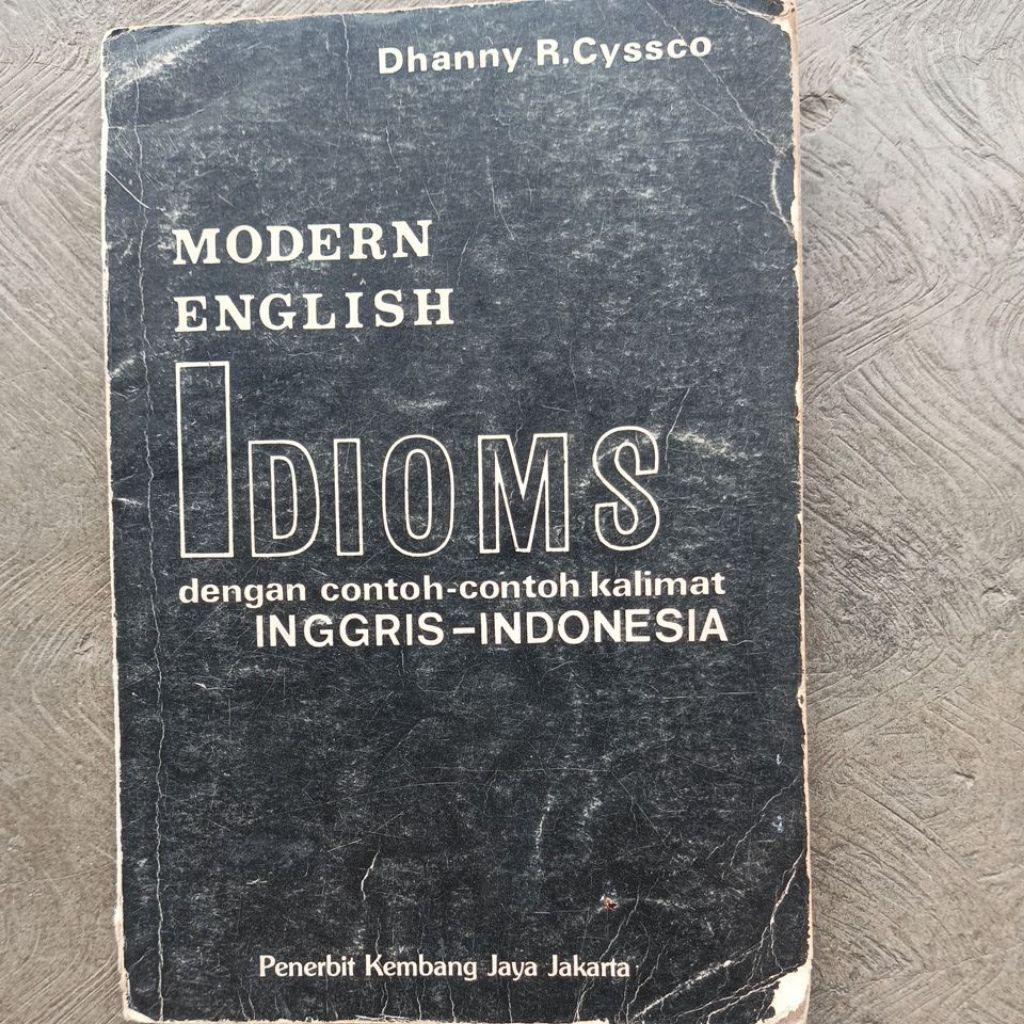 Dhanny R.Cyssco
MODERN
ENGLISH
IDIOMS
dengan contoh-contoh kalimat
INGGRIS–INDONESIA
Penerbit Kembang Jaya Jakarta